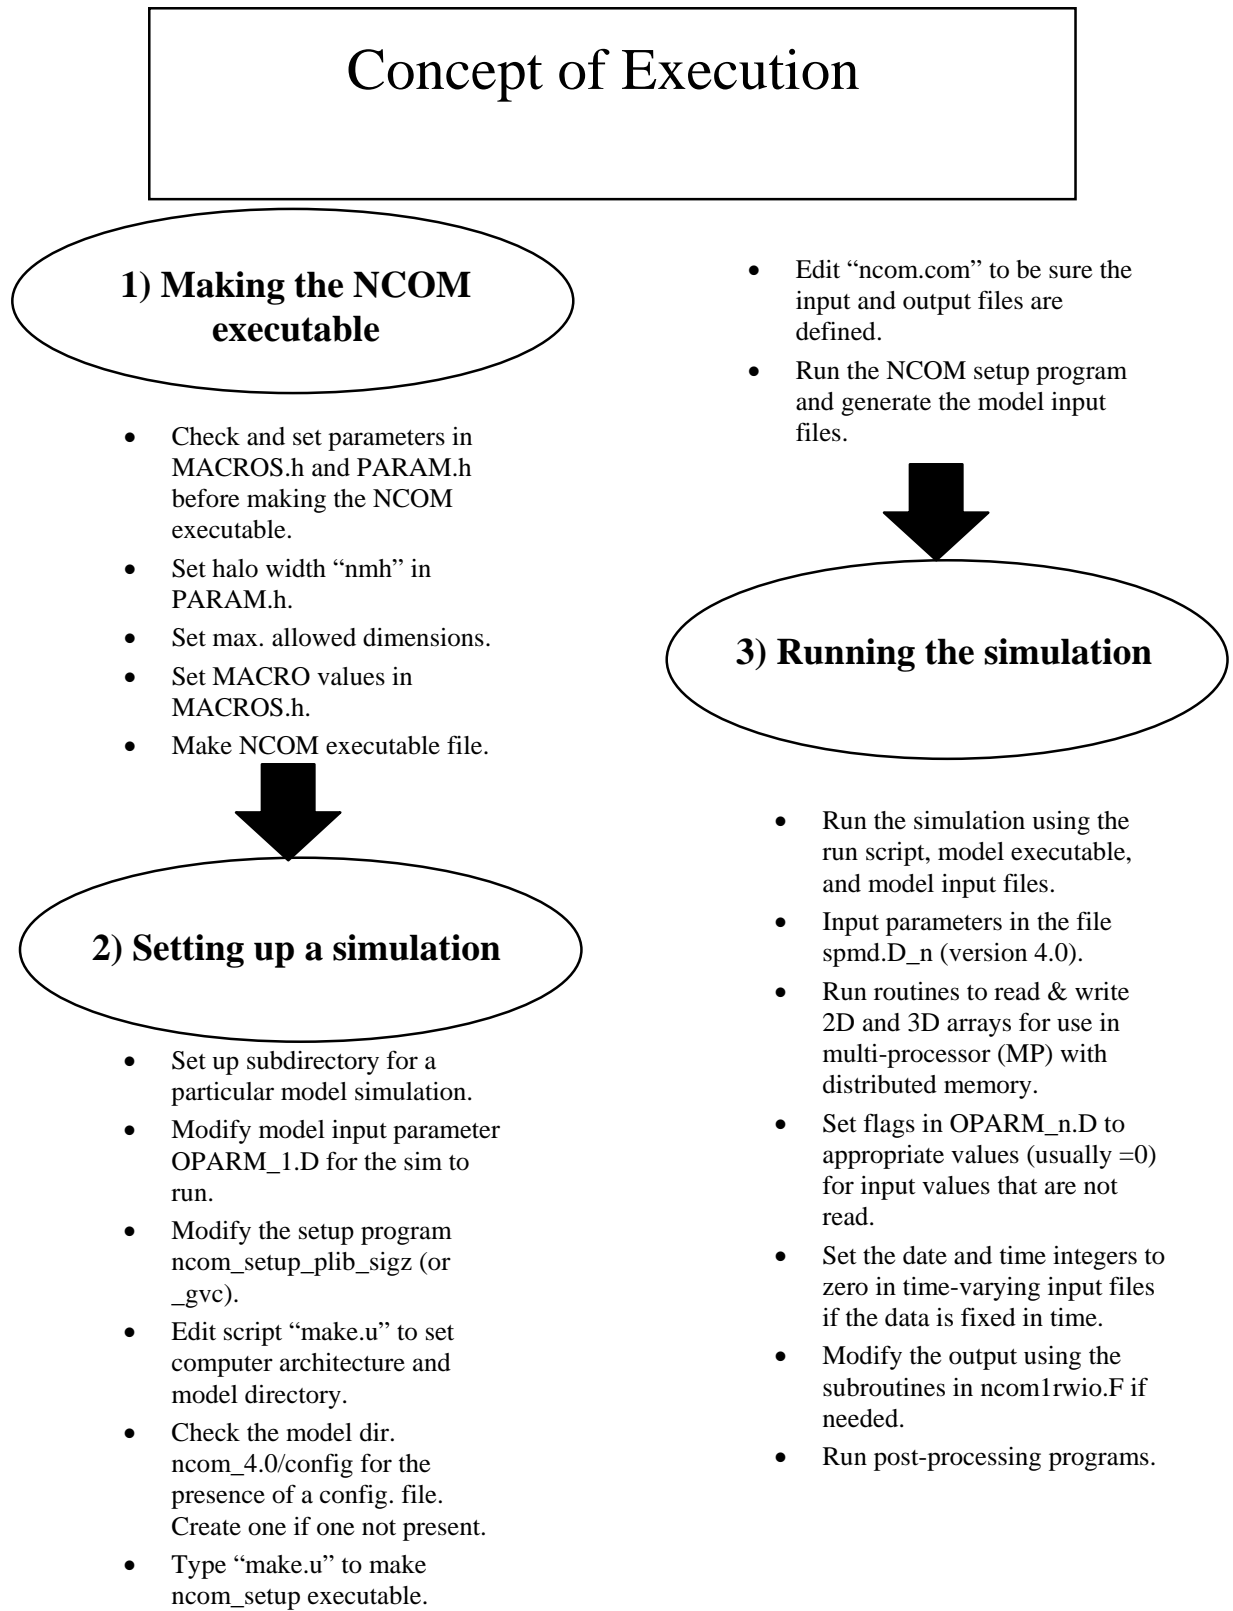 Concept of Execution
1) Making the NCOM
executable
• Check and set parameters in
MACROS.h and PARAM.h
before making the NCOM
executable.
• Set halo width “nmh” in
PARAM.h.
• Set max. allowed dimensions.
• Set MACRO values in
MACROS.h.
• Make NCOM executable file.
2) Setting up a simulation
• Set up subdirectory for a
particular model simulation.
• Modify model input parameter
OPARM_1.D for the sim to
run.
• Modify the setup program
ncom_setup_plib_sigz (or
_gvc).
• Edit script “make.u” to set
computer architecture and
model directory.
• Check the model dir.
ncom_4.0/config for the
presence of a config. file.
Create one if one not present.
• Type “make.u” to make
ncom_setup executable.
• Edit “ncom.com” to be sure the
input and output files are
defined.
• Run the NCOM setup program
and generate the model input
files.
3) Running the simulation
• Run the simulation using the
run script, model executable,
and model input files.
• Input parameters in the file
spmd.D_n (version 4.0).
• Run routines to read & write
2D and 3D arrays for use in
multi-processor (MP) with
distributed memory.
• Set flags in OPARM_n.D to
appropriate values (usually =0)
for input values that are not
read.
• Set the date and time integers to
zero in time-varying input files
if the data is fixed in time.
• Modify the output using the
subroutines in ncom1rwio.F if
needed.
• Run post-processing programs.